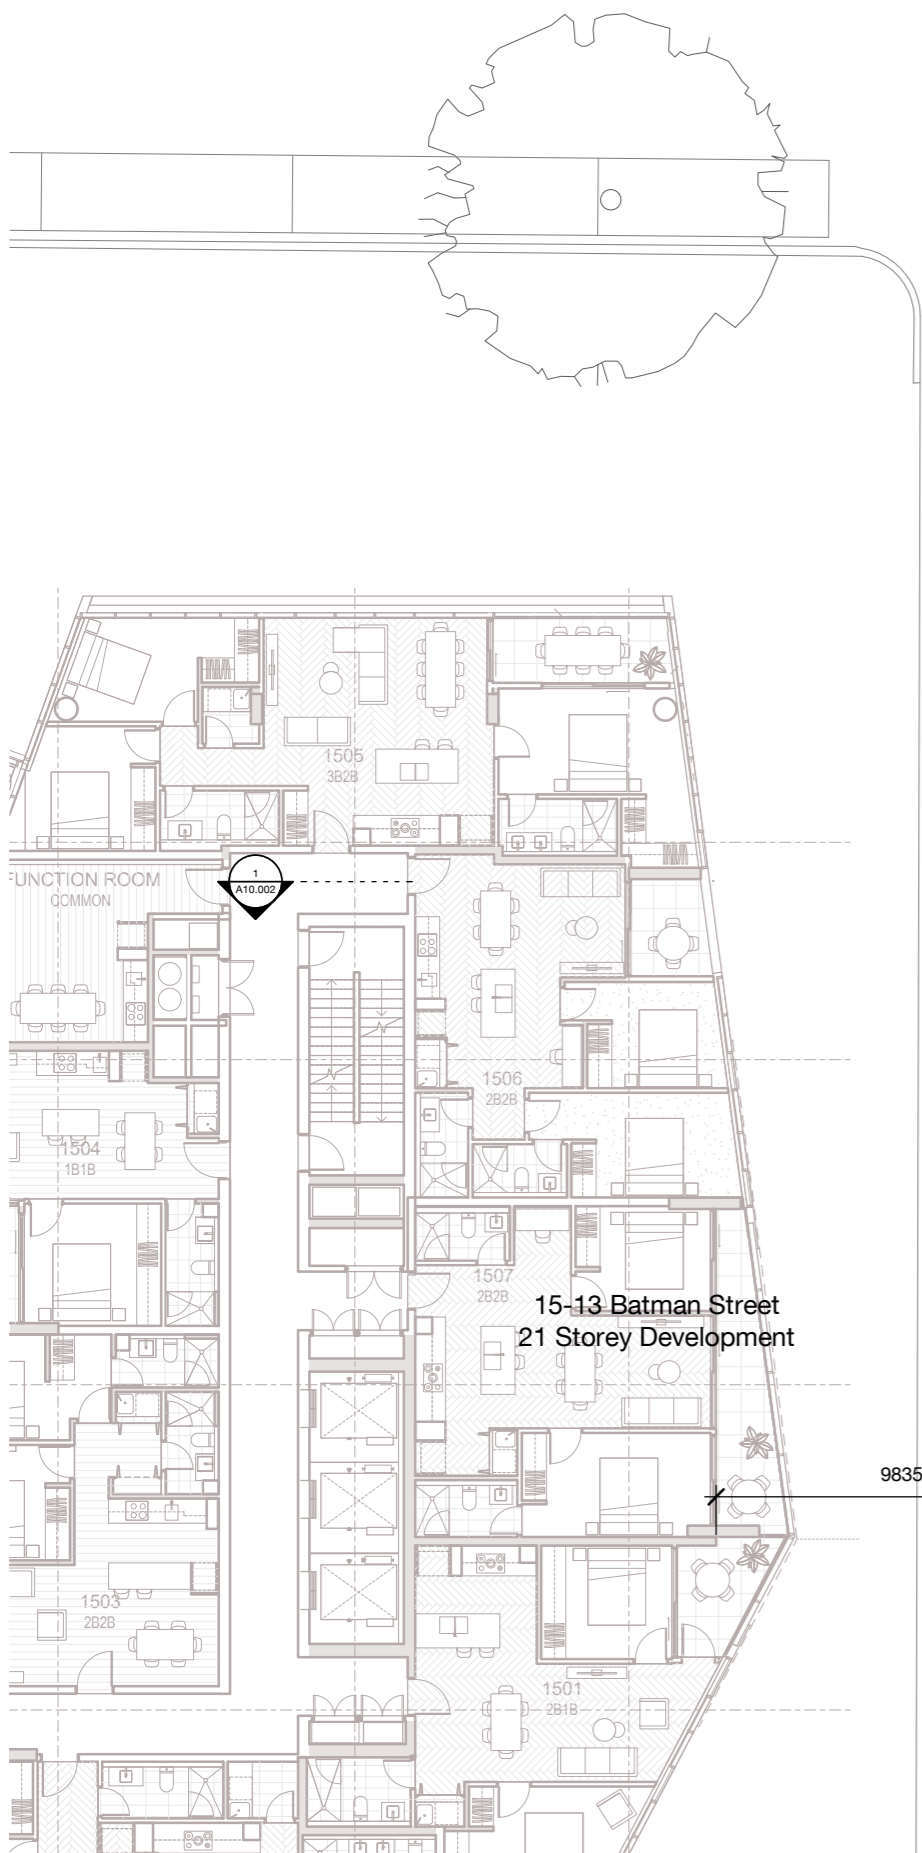 1505
3B2B
FUNCTION ROOM
COMMON
1
A10.002
1506
2B2B
1504
1B1B
1507
2B2B
15-13 Batman Street
21 Storey Development
9835
1503
2B2B
1501
2B1B